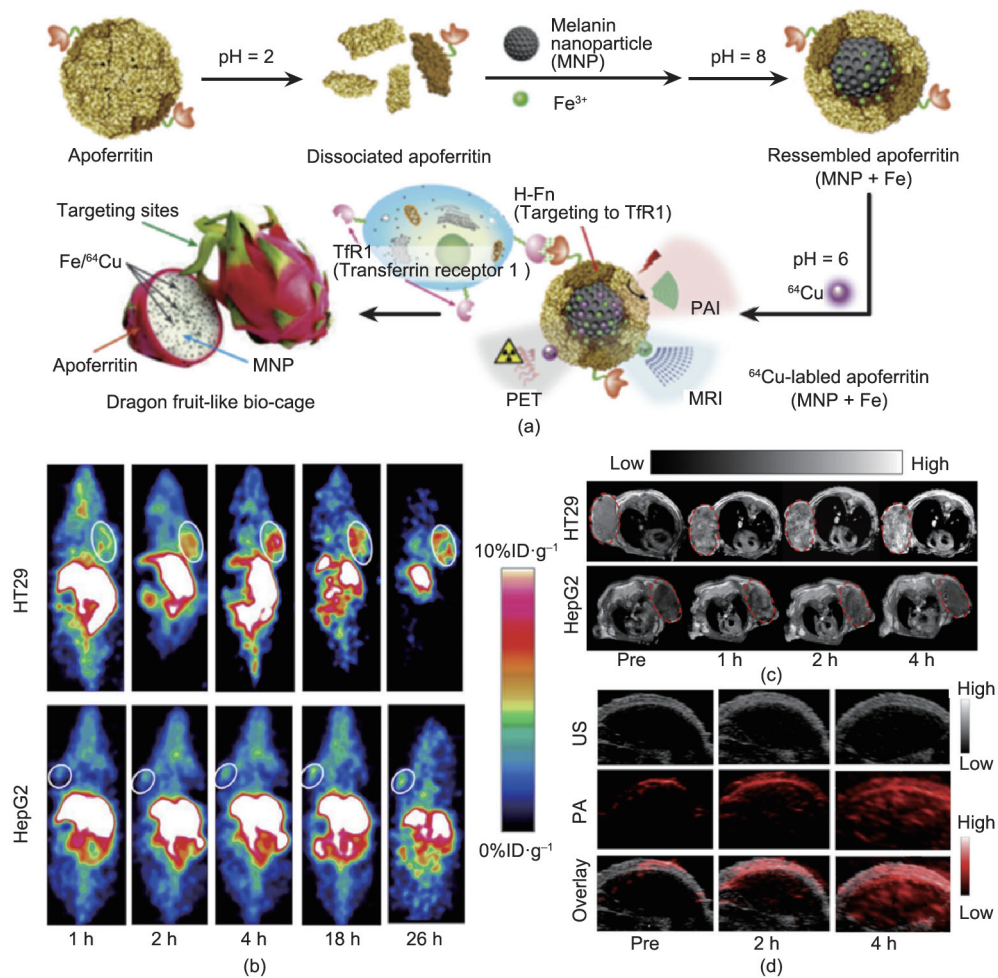 pH = 2
Melanin
nanoparticle
(MNP)
Fe³⁺
pH = 8
Apoferritin
Dissociated apoferritin
Ressembled apoferritin
(MNP + Fe)
Targeting sites
Fe/⁶⁴Cu
Apoferritin
MNP
Dragon fruit-like bio-cage
H-Fn
(Targeting to TfR1)
TfR1
(Transferrin receptor 1 )
PAI
PET
MRI
pH = 6
⁶⁴Cu
⁶⁴Cu-labled apoferritin
(MNP + Fe)
(a)
HT29
HepG2
1 h
2 h
4 h
18 h
26 h
10%ID·g⁻¹
0%ID·g⁻¹
(b)
Low
High
HT29
HepG2
Pre
1 h
2 h
4 h
(c)
US
PA
Overlay
High
Low
High
Low
Pre
2 h
4 h
(d)